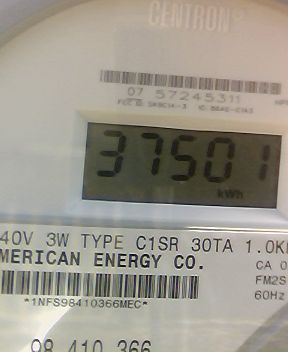 CENTRON
07 57245311
37501
kWh
40V 3W TYPE C1SR 30TA 1.0K
MERICAN ENERGY CO.
CA 0
FM2S
60Hz
*1NFS98410366MEC*
98 410 366